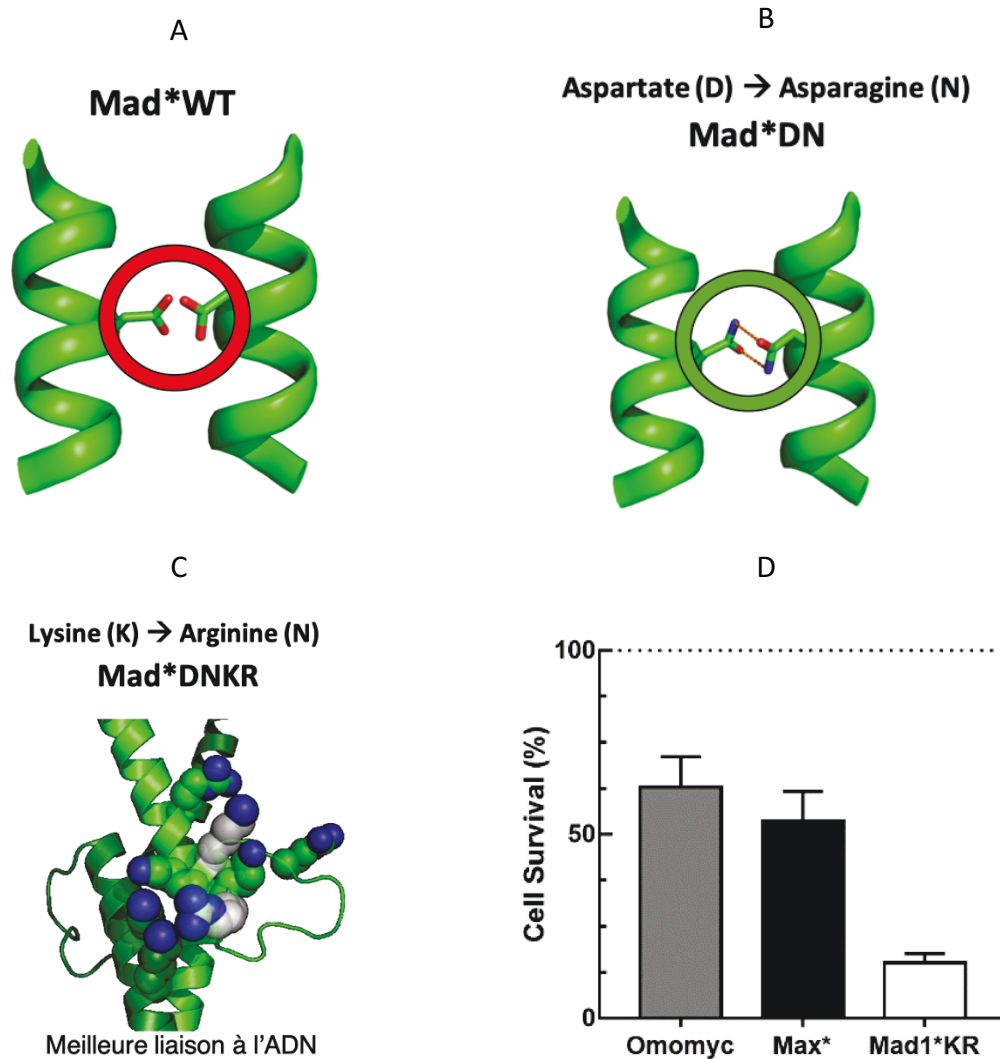 A
Mad*WT
B
Aspartate (D) → Asparagine (N)
Mad*DN
C
Lysine (K) → Arginine (N)
Mad*DNKR
Meilleure liaison à l'ADN
D
100
50
0
Cell Survival (%)
Omomyc Max* Mad1*KR